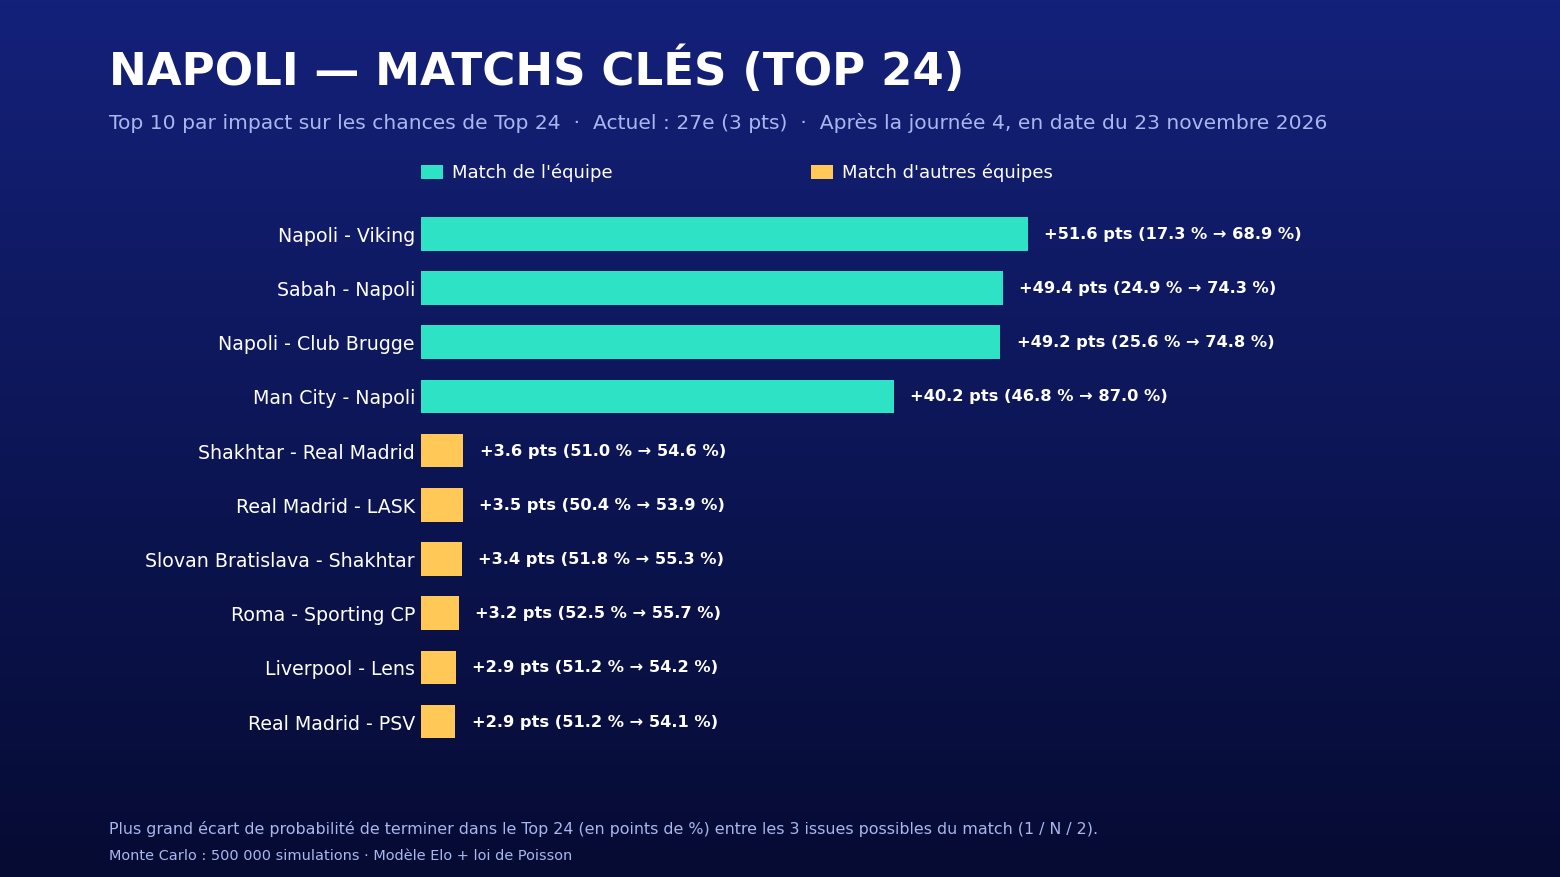 NAPOLI — MATCHS CLÉS (TOP 24)
Top 10 par impact sur les chances de Top 24 · Actuel : 27e (3 pts) · Après la journée 4, en date du 23 novembre 2026
Match de l'équipe
Match d'autres équipes
Napoli - Viking +51.6 pts (17.3 % → 68.9 %)
Sabah - Napoli +49.4 pts (24.9 % → 74.3 %)
Napoli - Club Brugge +49.2 pts (25.6 % → 74.8 %)
Man City - Napoli +40.2 pts (46.8 % → 87.0 %)
Shakhtar - Real Madrid +3.6 pts (51.0 % → 54.6 %)
Real Madrid - LASK +3.5 pts (50.4 % → 53.9 %)
Slovan Bratislava - Shakhtar +3.4 pts (51.8 % → 55.3 %)
Roma - Sporting CP +3.2 pts (52.5 % → 55.7 %)
Liverpool - Lens +2.9 pts (51.2 % → 54.2 %)
Real Madrid - PSV +2.9 pts (51.2 % → 54.1 %)
Plus grand écart de probabilité de terminer dans le Top 24 (en points de %) entre les 3 issues possibles du match (1 / N / 2).
Monte Carlo : 500 000 simulations · Modèle Elo + loi de Poisson